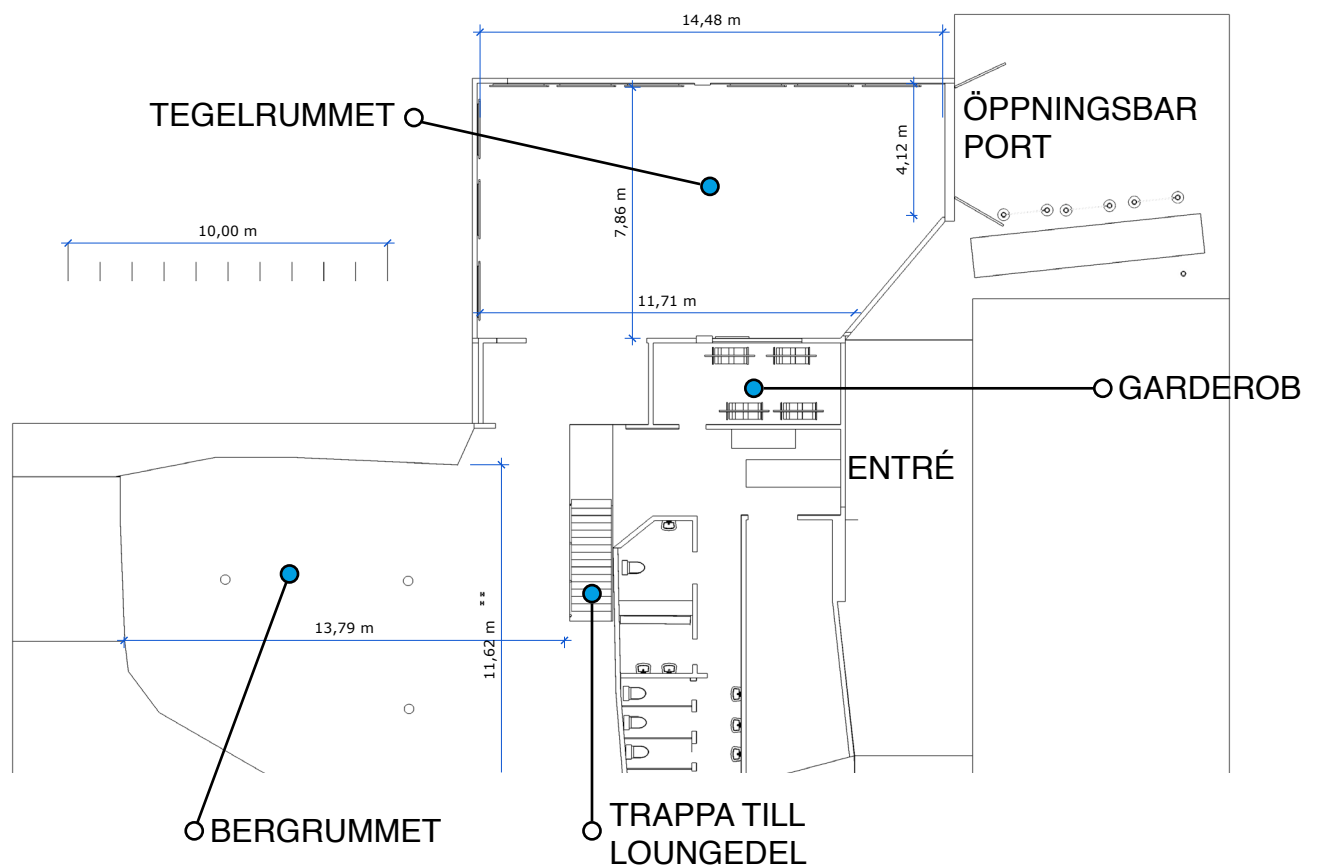 14,48 m
TEGELRUMMET
ÖPPNINGSBAR
PORT
4,12 m
7,86 m
10,00 m
11,71 m
GARDEROB
ENTRÉ
13,79 m
11,62 m
BERGRUMMET
TRAPPA TILL
LOUNGEDEL